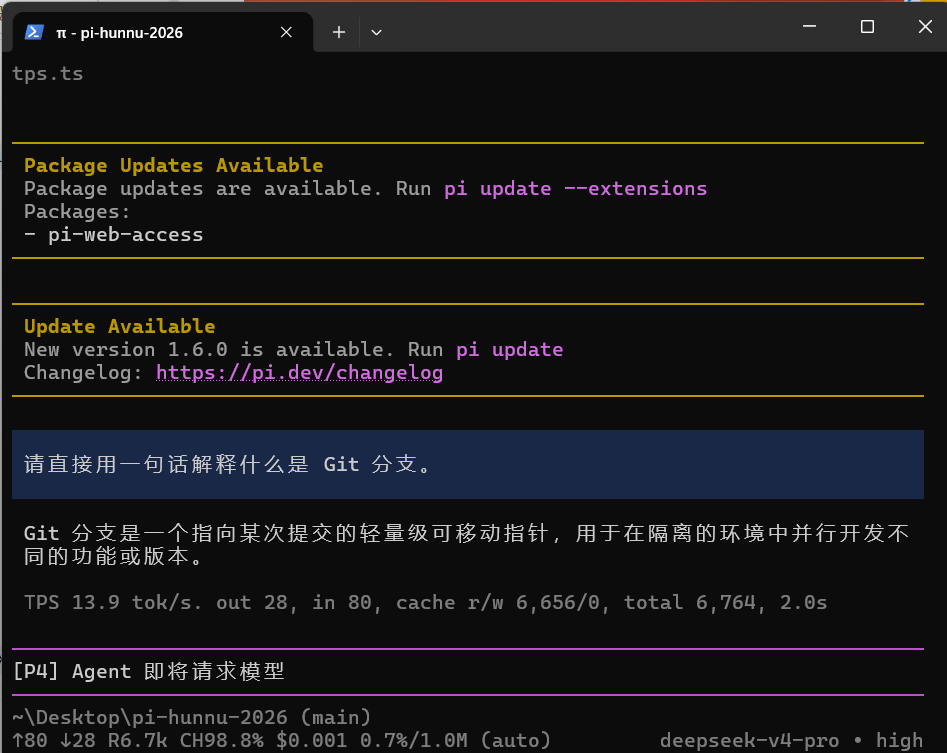 π - pi-hunnu-2026
tps.ts
Package Updates Available
Package updates are available. Run pi update --extensions
Packages:
- pi-web-access
Update Available
New version 1.6.0 is available. Run pi update
Changelog: https://pi.dev/changelog
请直接用一句话解释什么是 Git 分支。
Git 分支是一个指向某次提交的轻量级可移动指针，用于在隔离的环境中并行开发不
同的功能或版本。
TPS 13.9 tok/s. out 28, in 80, cache r/w 6,656/0, total 6,764, 2.0s
[P4] Agent 即将请求模型
~\Desktop\pi-hunnu-2026 (main)
↑80 ↓28 R6.7k CH98.8% $0.001 0.7%/1.0M (auto) deepseek-v4-pro • high